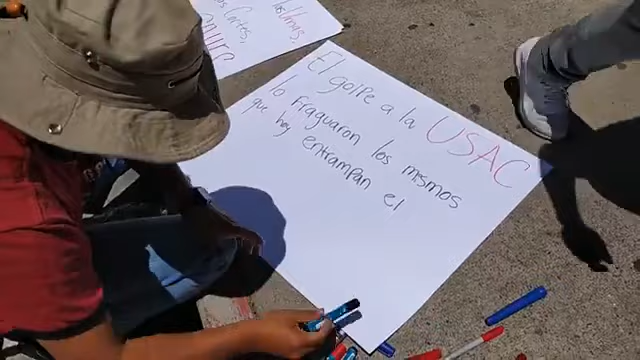 El golpe a la USAC
lo fraguaron los mismos
que hoy entrampan el